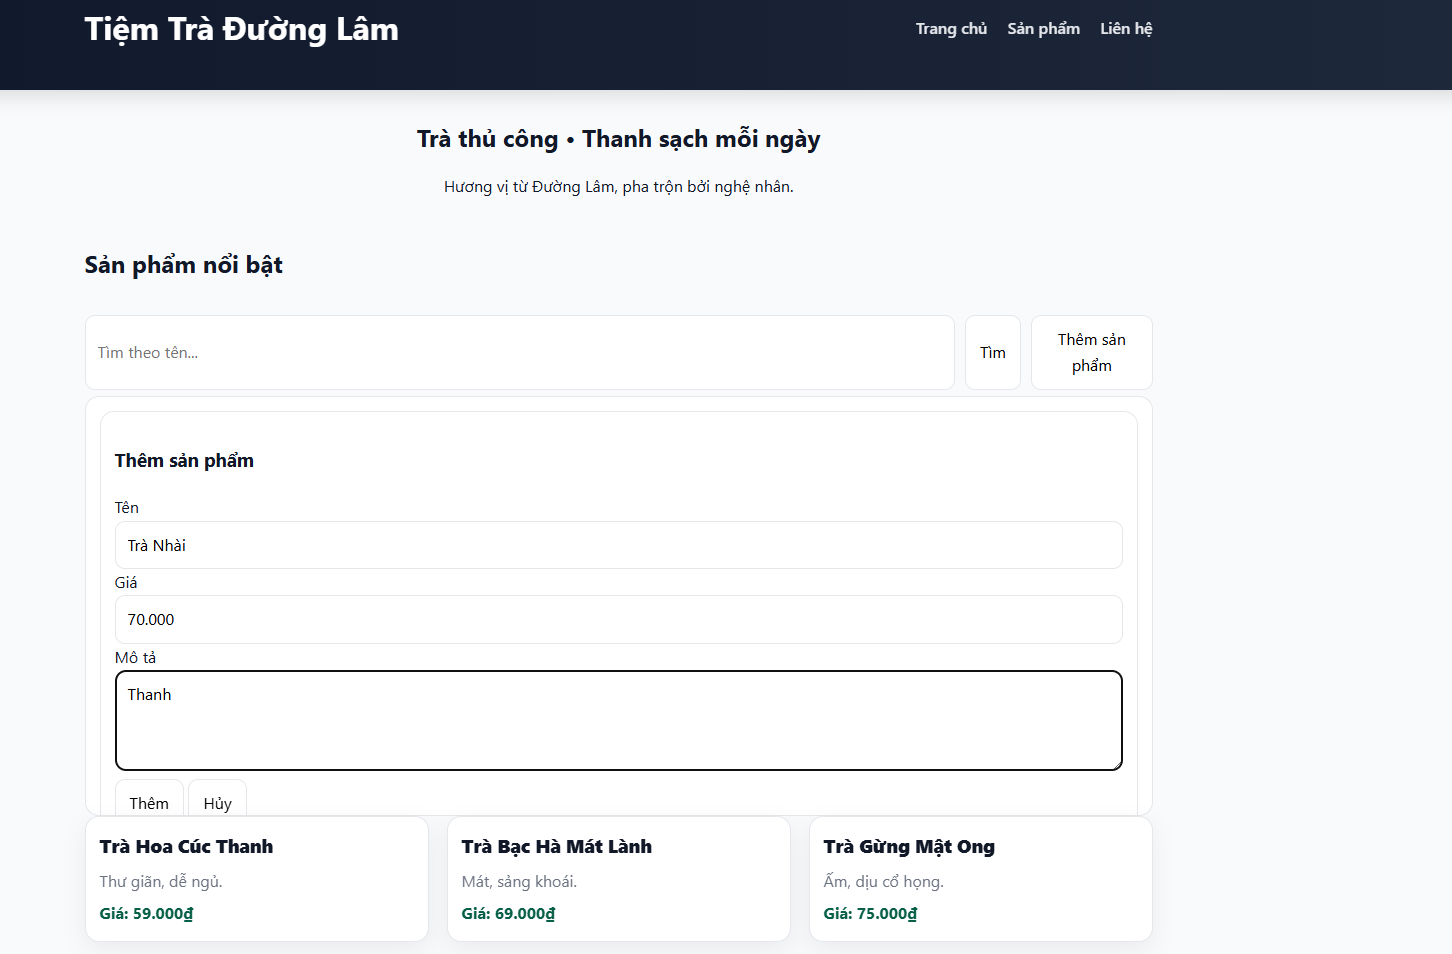 Tiệm Trà Đường Lâm
Trang chủ Sản phẩm Liên hệ
Trà thủ công • Thanh sạch mỗi ngày
Hương vị từ Đường Lâm, pha trộn bởi nghệ nhân.
Sản phẩm nổi bật
Tìm theo tên...
Tìm
Thêm sản
phẩm
Thêm sản phẩm
Tên
Trà Nhài
Giá
70.000
Mô tả
Thanh
Thêm
Hủy
Trà Hoa Cúc Thanh
Thư giãn, dễ ngủ.
Giá: 59.000₫
Trà Bạc Hà Mát Lành
Mát, sảng khoái.
Giá: 69.000₫
Trà Gừng Mật Ong
Ấm, dịu cổ họng.
Giá: 75.000₫